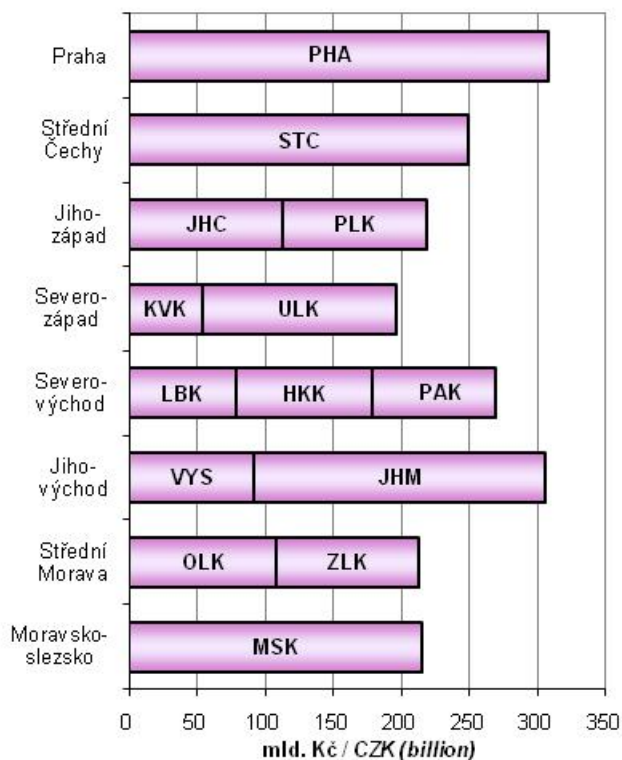 Praha
PHA
Střední
Čechy
STC
Jiho-
západ
JHC PLK
Severo-
západ
KVK ULK
Severo-
východ
LBK HKK PAK
Jiho-
východ
VYS JHM
Střední
Morava
OLK ZLK
Moravsko-
slezsko
MSK
0 50 100 150 200 250 300 350
mld. Kč / CZK (billion)